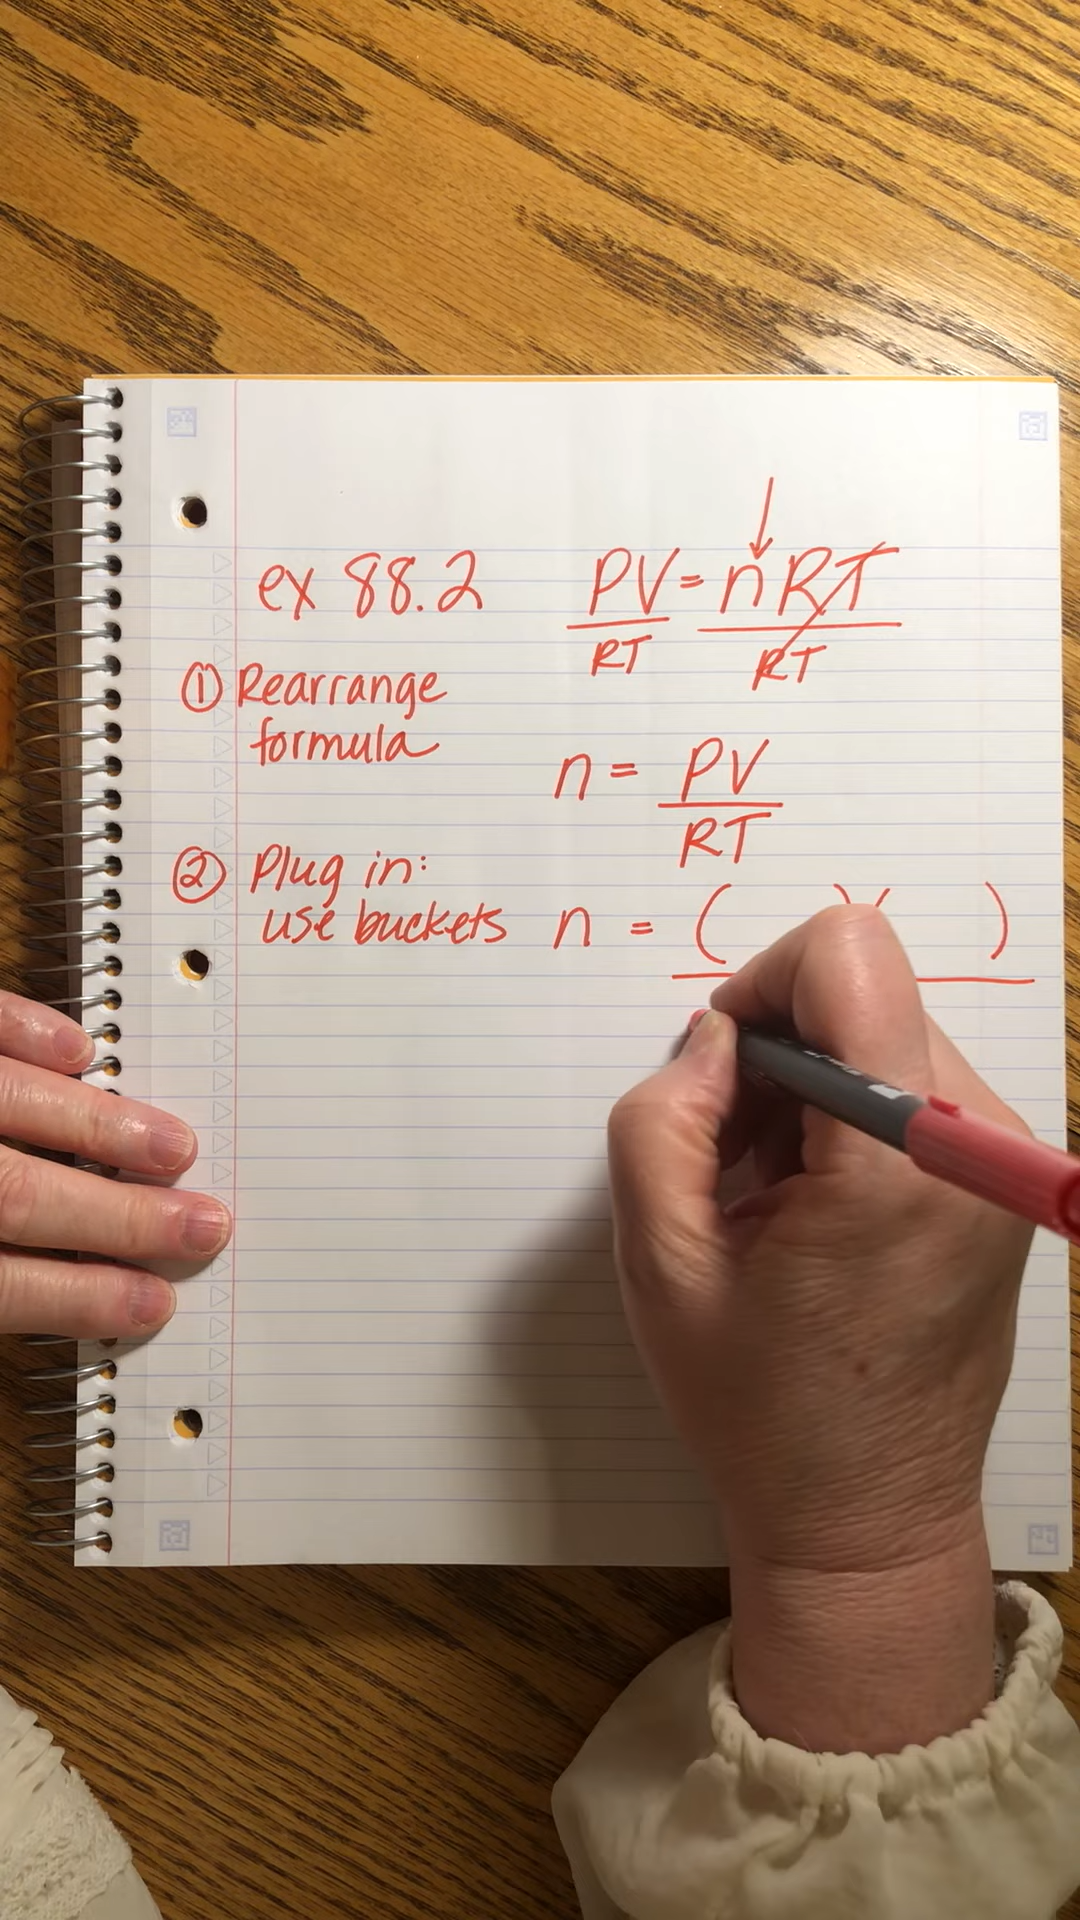 ex 88.2
PV = nRT
RT RT
① Rearrange
formula
n = PV
RT
② Plug in:
use buckets
n = ( )( )